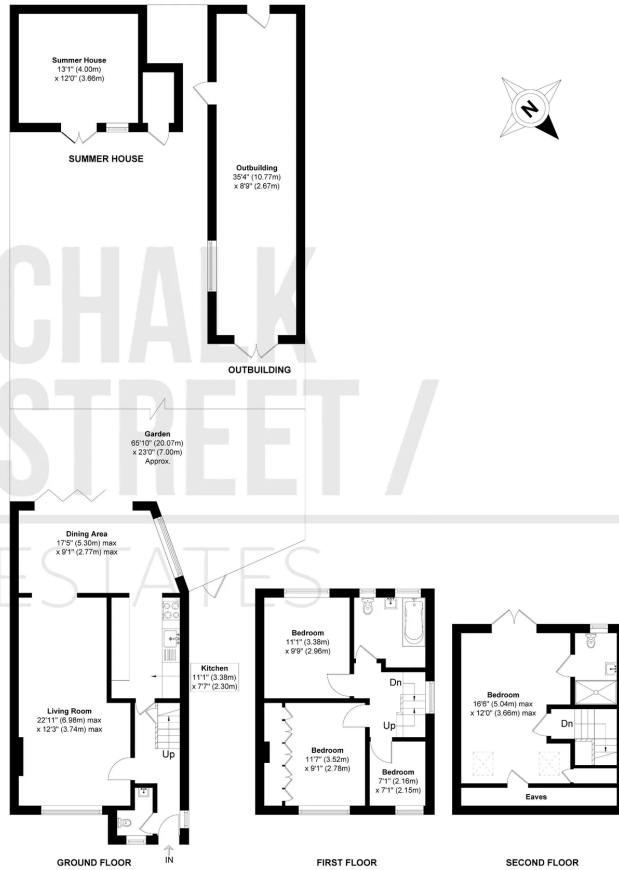 Summer House
13'1" (4.00m)
x 12'0" (3.66m)
SUMMER HOUSE
Outbuilding
35'4" (10.77m)
x 8'9" (2.67m)
OUTBUILDING
N
CHALK
STREET /
ESTATES
Garden
65'10" (20.07m)
x 23'0" (7.00m)
Approx.
Dining Area
17'5" (5.30m) max
x 9'1" (2.77m) max
Kitchen
11'1" (3.38m)
x 7'7" (2.30m)
Living Room
22'11" (6.98m) max
x 12'3" (3.74m) max
Up
IN
GROUND FLOOR
Bedroom
11'1" (3.38m)
x 9'9" (2.96m)
Dn
Up
Bedroom
11'7" (3.52m)
x 9'1" (2.78m)
Bedroom
7'1" (2.16m)
x 7'1" (2.15m)
FIRST FLOOR
Bedroom
16'6" (5.04m) max
x 12'0" (3.66m) max
Dn
Eaves
SECOND FLOOR